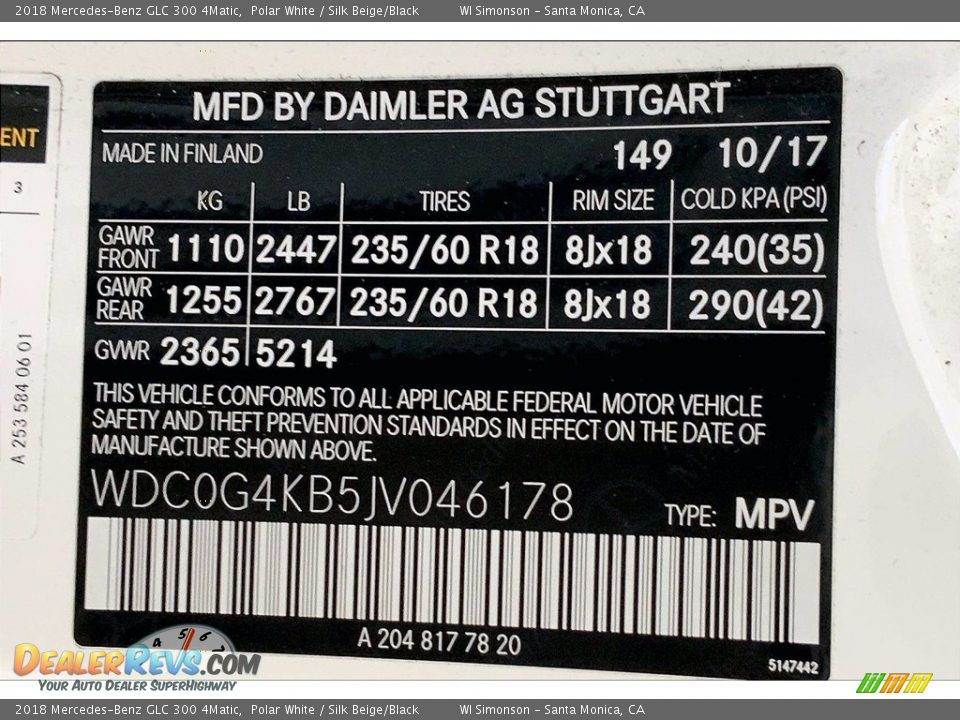 2018 Mercedes-Benz GLC 300 4Matic,  Polar White / Silk Beige/Black        WI Simonson - Santa Monica, CA
MFD BY DAIMLER AG STUTTGART
MADE IN FINLAND 149 10/17
KG LB TIRES RIM SIZE COLD KPA (PSI)
GAWR FRONT 1110 2447 235/60 R18 8Jx18 240(35)
GAWR REAR 1255 2767 235/60 R18 8Jx18 290(42)
GVWR 2365 5214
THIS VEHICLE CONFORMS TO ALL APPLICABLE FEDERAL MOTOR VEHICLE
SAFETY AND THEFT PREVENTION STANDARDS IN EFFECT ON THE DATE OF
MANUFACTURE SHOWN ABOVE.
WDC0G4KB5JV046178
TYPE: MPV
A 204 817 78 20
5147442
ENT
3
A 253 584 06 01
4 5 6
DEALERREVS.COM
YOUR AUTO DEALER SUPERHIGHWAY
2018 Mercedes-Benz GLC 300 4Matic,  Polar White / Silk Beige/Black        WI Simonson - Santa Monica, CA